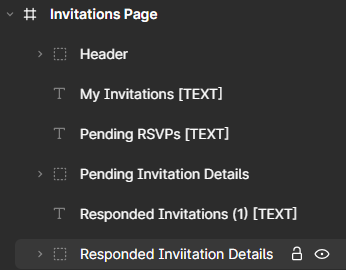 Invitations Page
Header
My Invitations [TEXT]
Pending RSVPs [TEXT]
Pending Invitation Details
Responded Invitations (1) [TEXT]
Responded Inviitation Details